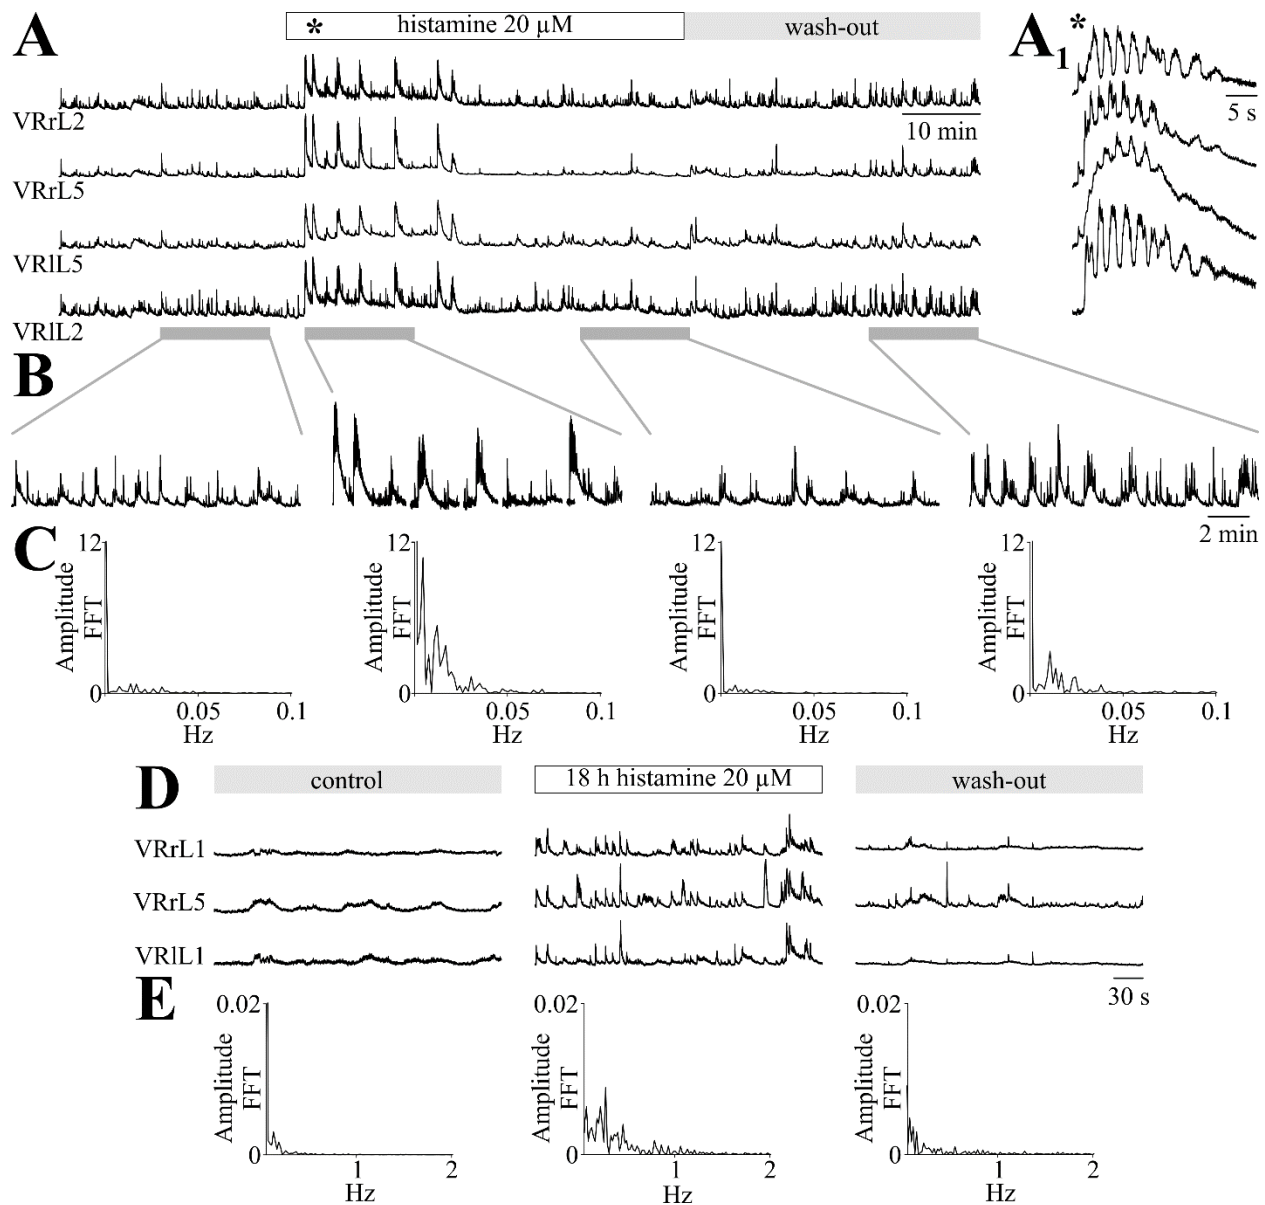 A
histamine 20 µM
wash-out
A1
*
*
VRrL2
10 min
5 s
VRrL5
VRlL5
VRlL2
B
2 min
C
12
12
12
12
Amplitude
FFT
Amplitude
FFT
Amplitude
FFT
Amplitude
FFT
0
0
0
0
0.05
0.1
0.05
0.1
0.05
0.1
0.05
0.1
Hz
Hz
Hz
Hz
D
control
18 h histamine 20 µM
wash-out
VRrL1
VRrL5
VRlL1
30 s
E
0.02
0.02
0.02
Amplitude
FFT
Amplitude
FFT
Amplitude
FFT
0
0
0
1
2
1
2
1
2
Hz
Hz
Hz